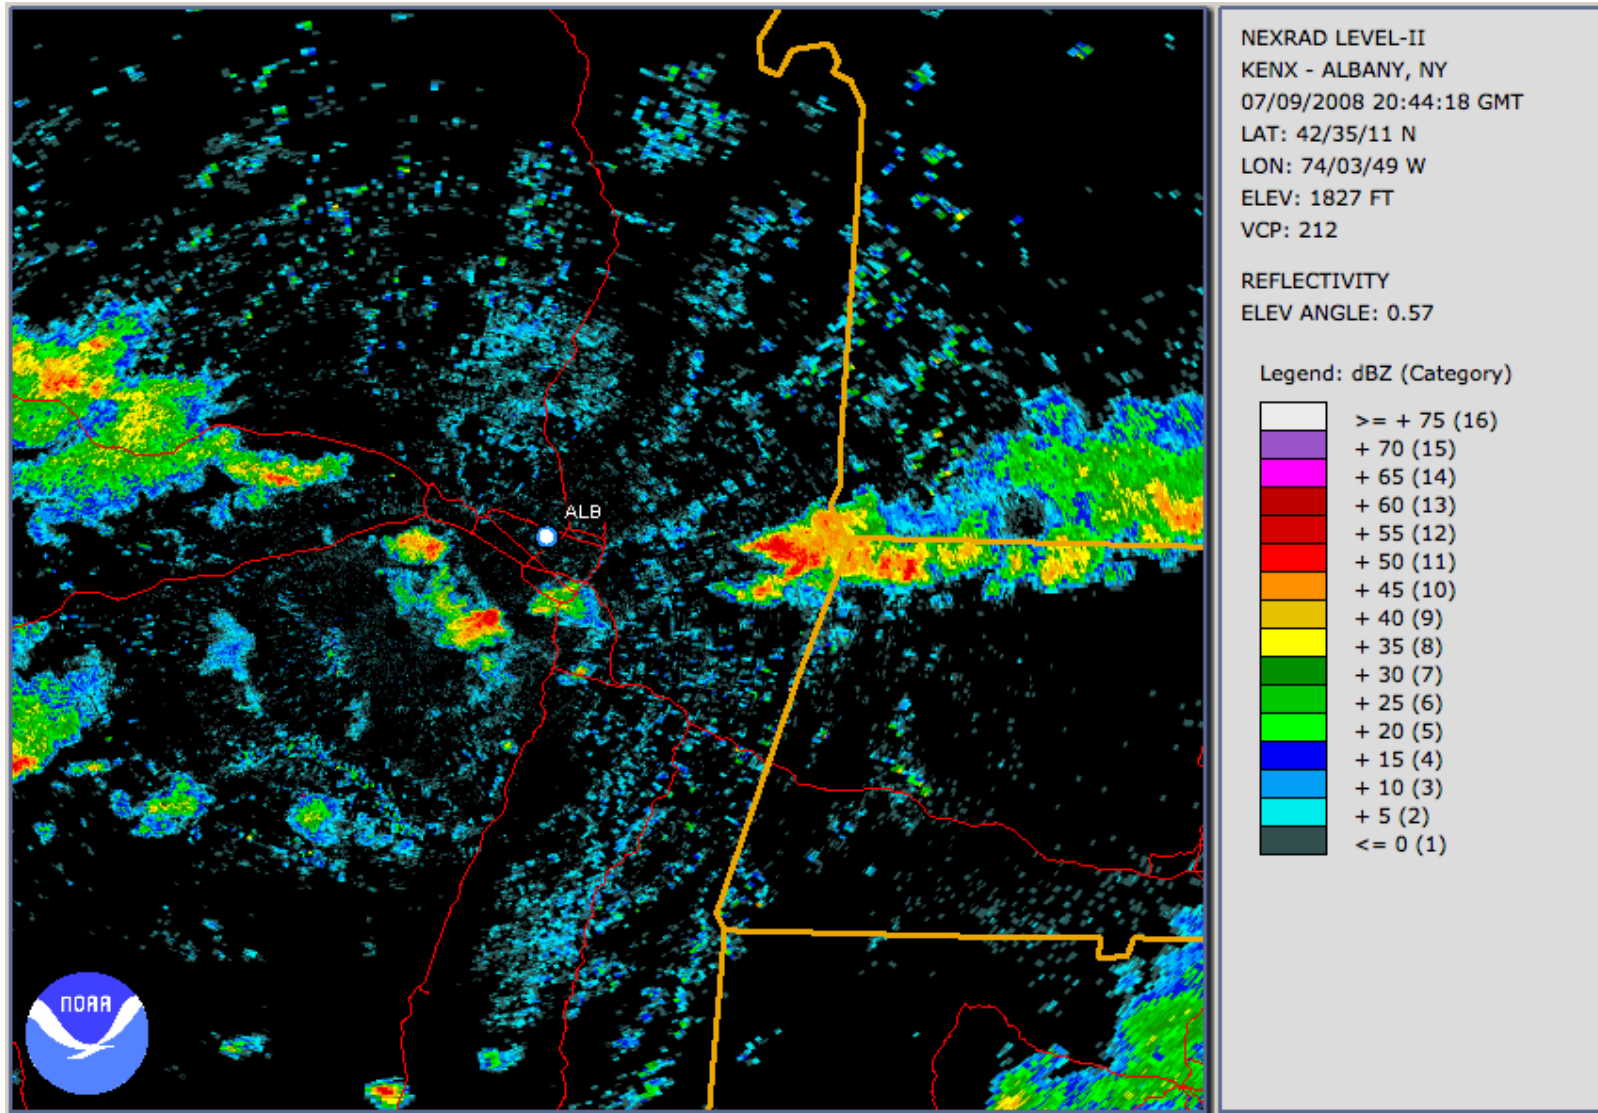 NEXRAD LEVEL-II
KENX - ALBANY, NY
07/09/2008 20:44:18 GMT
LAT: 42/35/11 N
LON: 74/03/49 W
ELEV: 1827 FT
VCP: 212
REFLECTIVITY
ELEV ANGLE: 0.57
Legend: dBZ (Category)
>= + 75 (16)
+ 70 (15)
+ 65 (14)
+ 60 (13)
+ 55 (12)
+ 50 (11)
+ 45 (10)
+ 40 (9)
+ 35 (8)
+ 30 (7)
+ 25 (6)
+ 20 (5)
+ 15 (4)
+ 10 (3)
+ 5 (2)
<= 0 (1)
ALB
NOAA